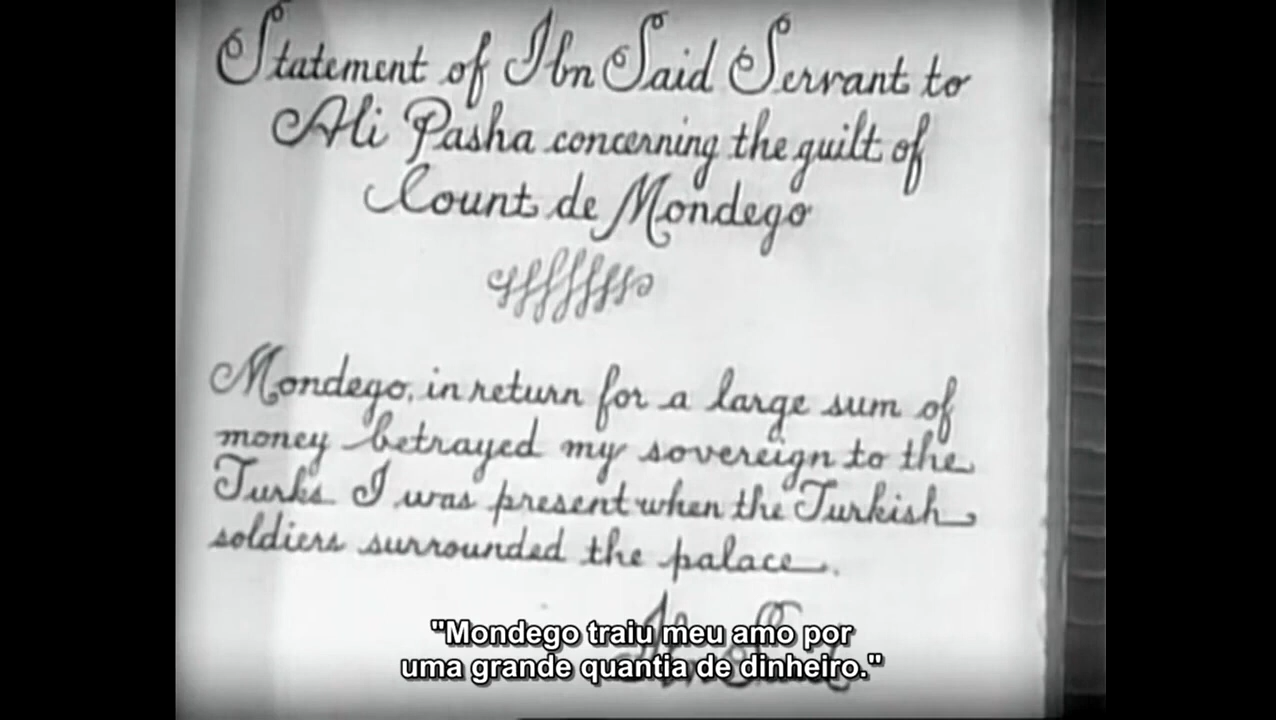 Statement of Ibn Said Servant to
Ali Pasha concerning the guilt of
Count de Mondego
Mondego, in return for a large sum of
money betrayed my sovereign to the
Turks I was present when the Turkish
soldiers surrounded the palace.
Ibn Said
"Mondego traiu meu amo por
uma grande quantia de dinheiro."